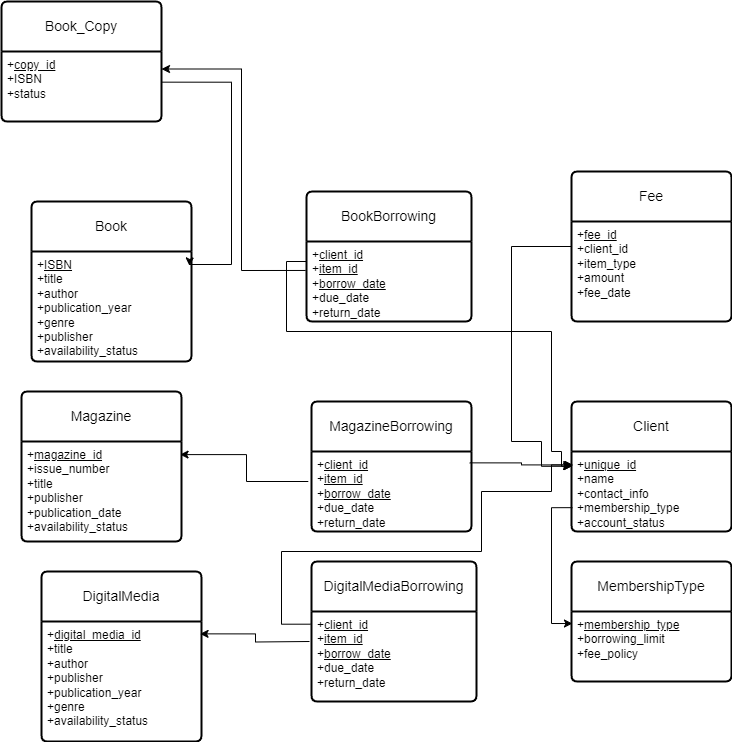 Book_Copy
+copy_id
+ISBN
+status
Book
+ISBN
+title
+author
+publication_year
+genre
+publisher
+availability_status
BookBorrowing
+client_id
+item_id
+borrow_date
+due_date
+return_date
Fee
+fee_id
+client_id
+item_type
+amount
+fee_date
Magazine
+magazine_id
+issue_number
+title
+publisher
+publication_date
+availability_status
MagazineBorrowing
+client_id
+item_id
+borrow_date
+due_date
+return_date
Client
+unique_id
+name
+contact_info
+membership_type
+account_status
DigitalMedia
+digital_media_id
+title
+author
+publisher
+publication_year
+genre
+availability_status
DigitalMediaBorrowing
+client_id
+item_id
+borrow_date
+due_date
+return_date
MembershipType
+membership_type
+borrowing_limit
+fee_policy